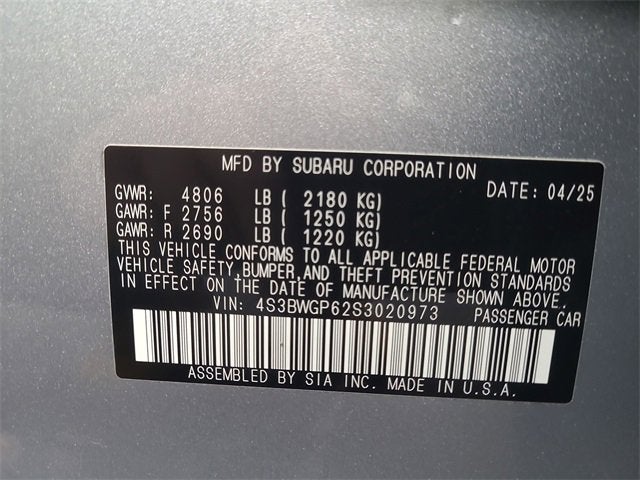 MFD BY SUBARU CORPORATION
DATE: 04/25
GVWR: 4806 LB ( 2180 KG)
GAWR: F 2756 LB ( 1250 KG)
GAWR: R 2690 LB ( 1220 KG)
THIS VEHICLE CONFORMS TO ALL APPLICABLE FEDERAL MOTOR
VEHICLE SAFETY, BUMPER, AND THEFT PREVENTION STANDARDS
IN EFFECT ON THE DATE OF MANUFACTURE SHOWN ABOVE.
VIN: 4S3BWGP62S3020973 PASSENGER CAR
ASSEMBLED BY SIA INC. MADE IN U.S.A.